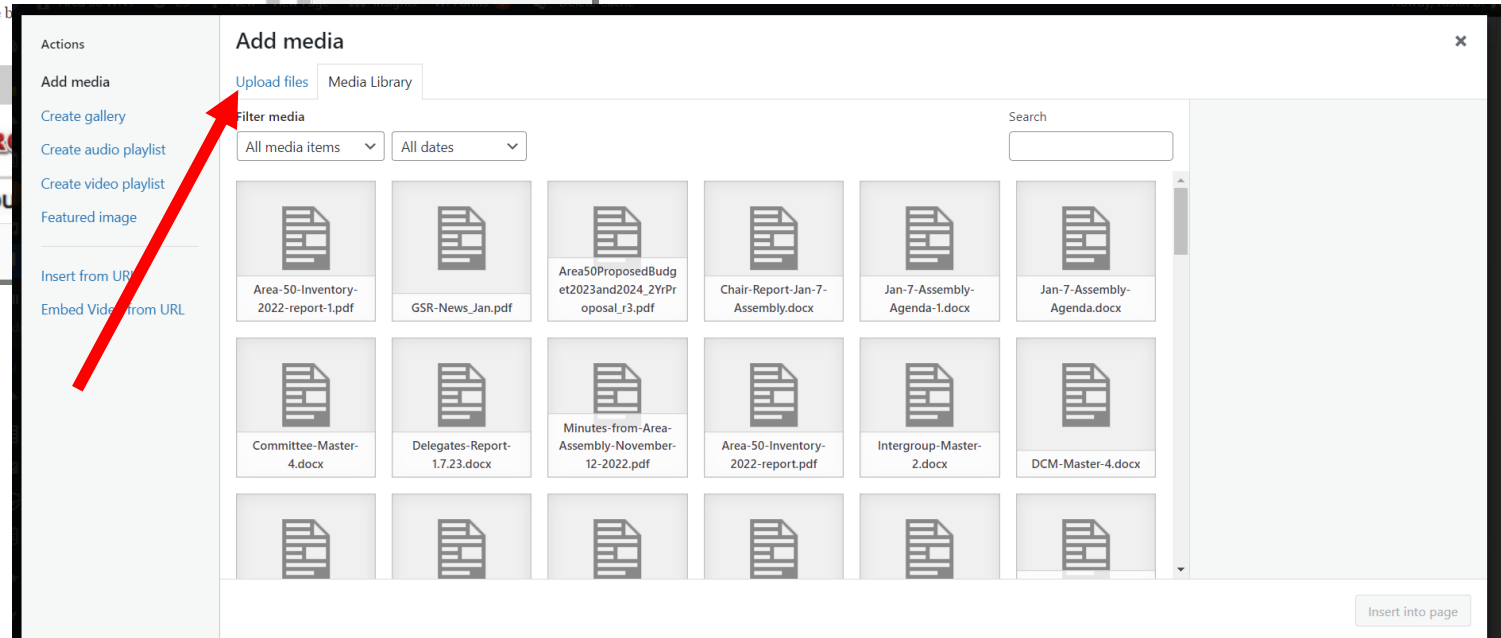 Actions
Add media
Create gallery
Create audio playlist
Create video playlist
Featured image
Insert from URL
Embed Video from URL
Add media
Upload files
Media Library
Filter media
All media items
All dates
Search
Area-50-Inventory-
2022-report-1.pdf
GSR-News_Jan.pdf
Area50ProposedBudg
et2023and2024_2YrPr
oposal_r3.pdf
Chair-Report-Jan-7-
Assembly.docx
Jan-7-Assembly-
Agenda-1.docx
Jan-7-Assembly-
Agenda.docx
Committee-Master-
4.docx
Delegates-Report-
1.7.23.docx
Minutes-from-Area-
Assembly-November-
12-2022.pdf
Area-50-Inventory-
2022-report.pdf
Intergroup-Master-
2.docx
DCM-Master-4.docx
Insert into page